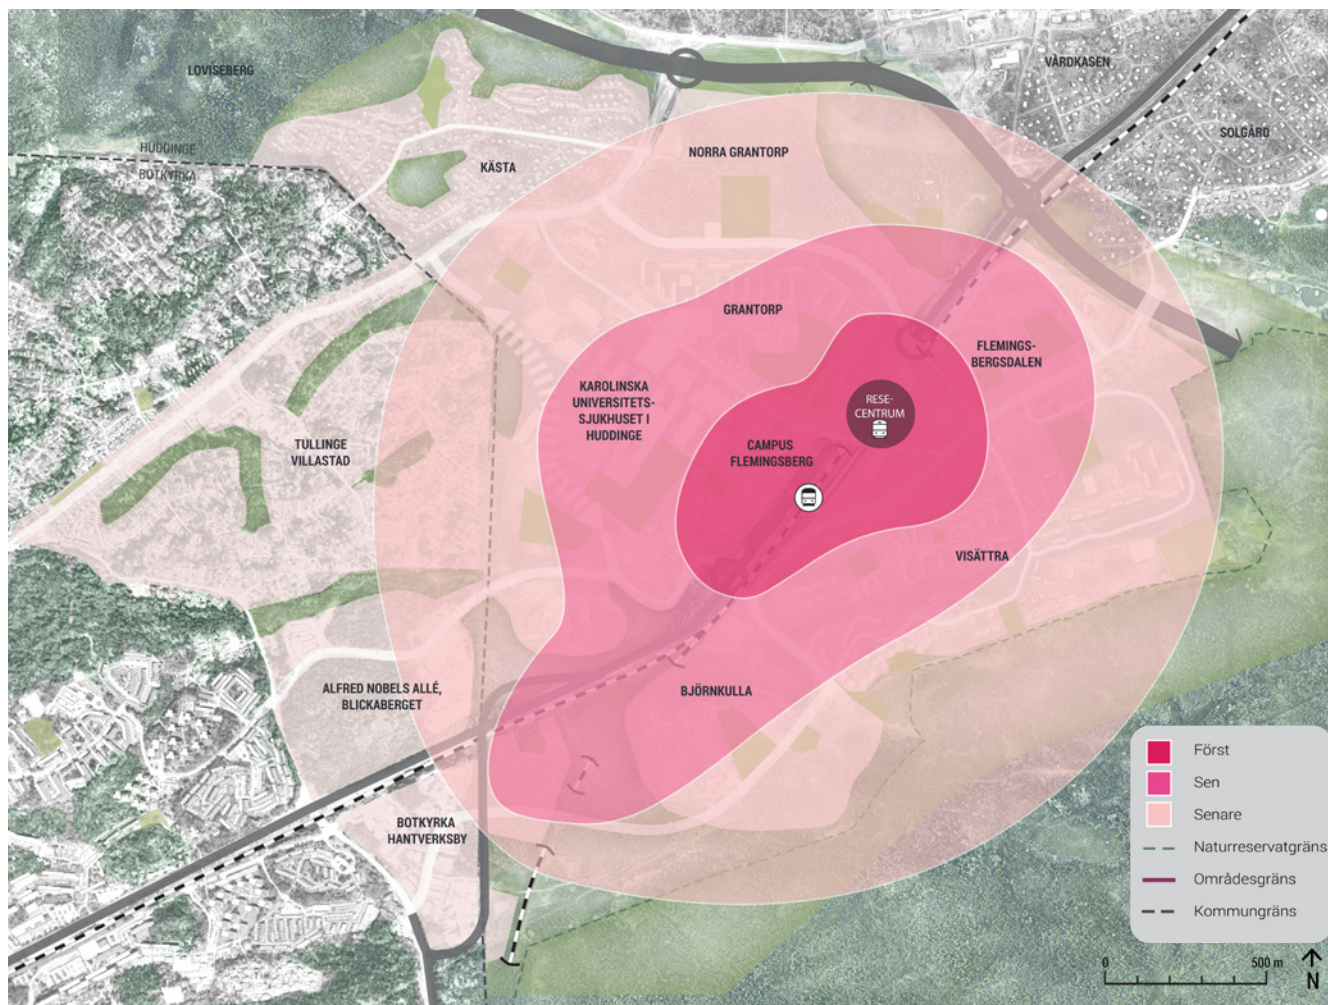 LOVISEBERG
VÅRDKASEN
SOLGÅRD
HUDDINGE
BOTKYRKA
KÄSTA
NORRA GRANTORP
GRANTORP
FLEMINGS-
BERGSDALEN
KAROLINSKA
UNIVERSITETS-
SJUKHUSET I
HUDDINGE
RESE-
CENTRUM
CAMPUS
FLEMINGSBERG
TULLINGE
VILLASTAD
VISÄTTRA
ALFRED NOBELS ALLÉ,
BLICKABERGET
BJÖRNKULLA
BOTKYRKA
HANTVERKSBY
Först
Sen
Senare
Naturreservatgräns
Områdesgräns
Kommungräns
0 500 m
N